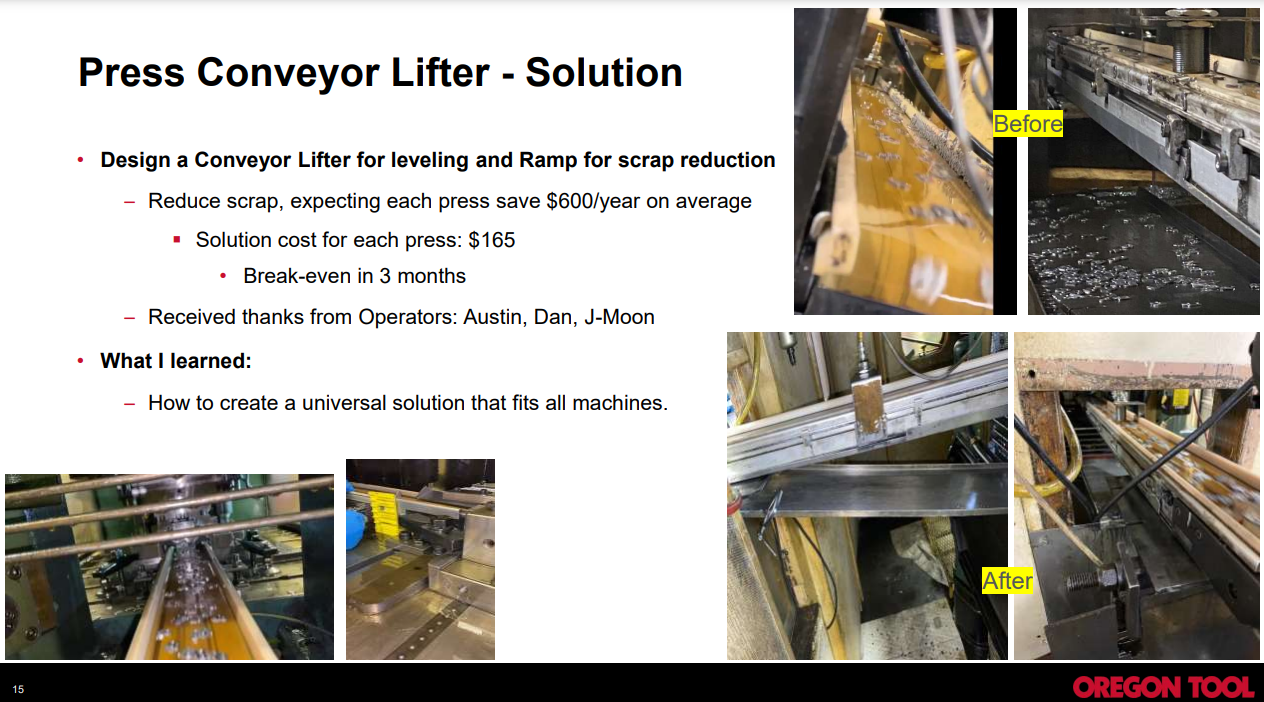 Press Conveyor Lifter - Solution
Design a Conveyor Lifter for leveling and Ramp for scrap reduction
– Reduce scrap, expecting each press save $600/year on average
Solution cost for each press: $165
Break-even in 3 months
– Received thanks from Operators: Austin, Dan, J-Moon
What I learned:
– How to create a universal solution that fits all machines.
Before
After
15
OREGON TOOL